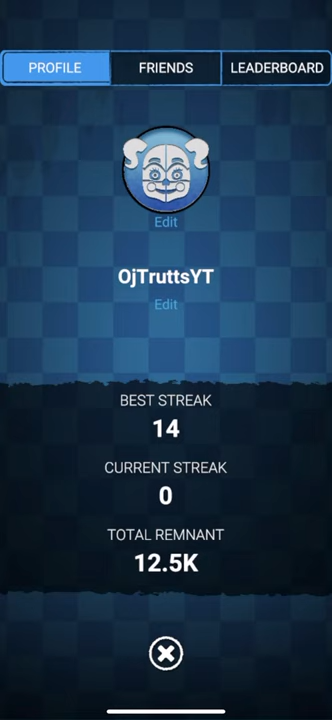 PROFILE
FRIENDS
LEADERBOARD
Edit
OjTruttsYT
Edit
BEST STREAK
14
CURRENT STREAK
0
TOTAL REMNANT
12.5K